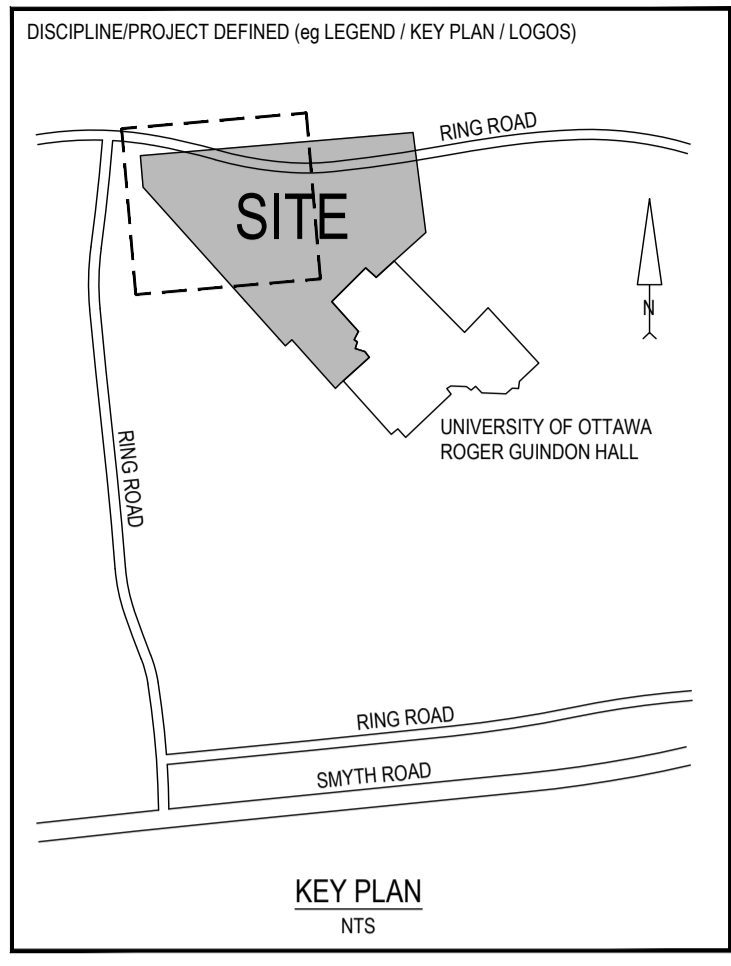 DISCIPLINE/PROJECT DEFINED (eg LEGEND / KEY PLAN / LOGOS)
RING ROAD
SITE
N
UNIVERSITY OF OTTAWA
ROGER GUINDON HALL
RING ROAD
RING ROAD
SMYTH ROAD
KEY PLAN
NTS